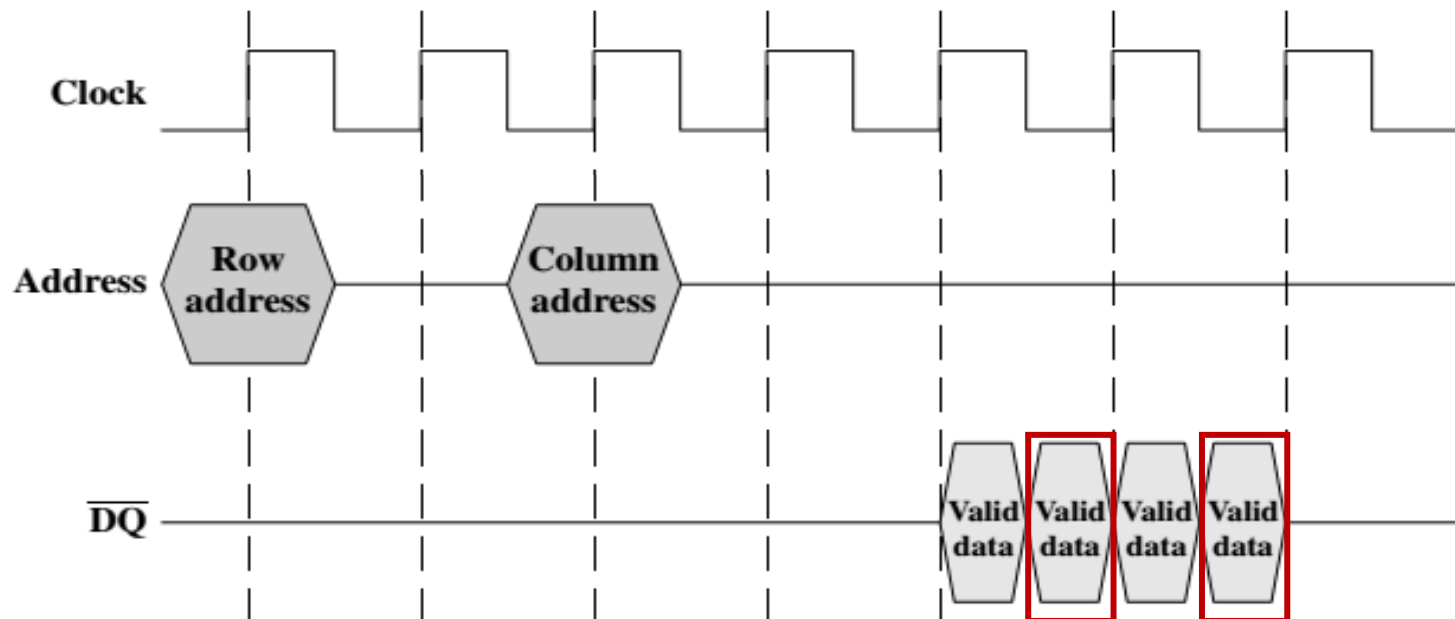 Clock
Address
Row
address
Column
address
DQ
Valid
data
Valid
data
Valid
data
Valid
data